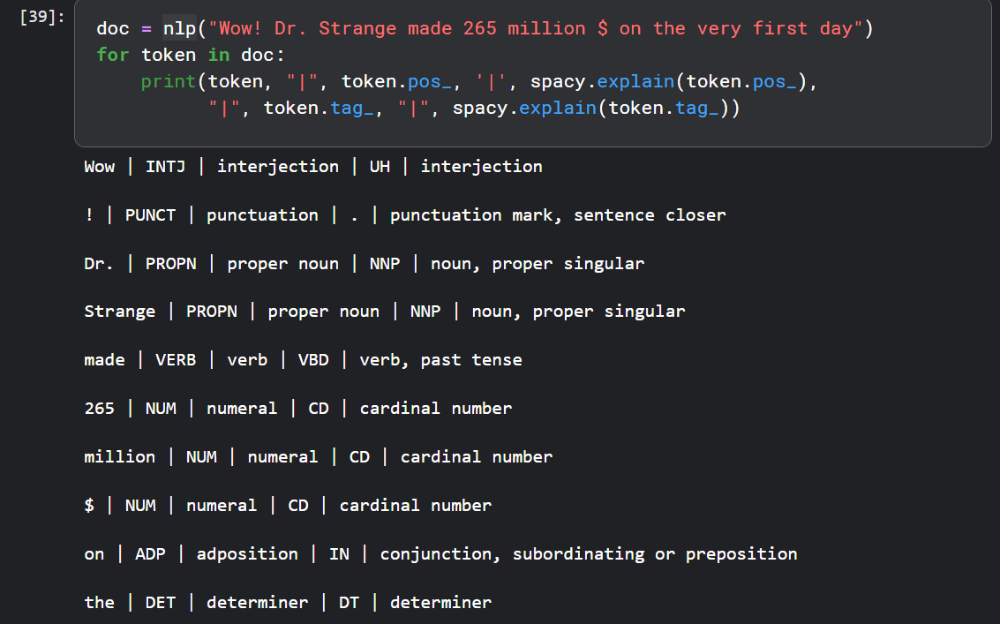 [39]:
doc = nlp("Wow! Dr. Strange made 265 million $ on the very first day")
for token in doc:
    print(token, "|", token.pos_, '|', spacy.explain(token.pos_),
          "|", token.tag_, "|", spacy.explain(token.tag_))
Wow | INTJ | interjection | UH | interjection
! | PUNCT | punctuation | . | punctuation mark, sentence closer
Dr. | PROPN | proper noun | NNP | noun, proper singular
Strange | PROPN | proper noun | NNP | noun, proper singular
made | VERB | verb | VBD | verb, past tense
265 | NUM | numeral | CD | cardinal number
million | NUM | numeral | CD | cardinal number
$ | NUM | numeral | CD | cardinal number
on | ADP | adposition | IN | conjunction, subordinating or preposition
the | DET | determiner | DT | determiner